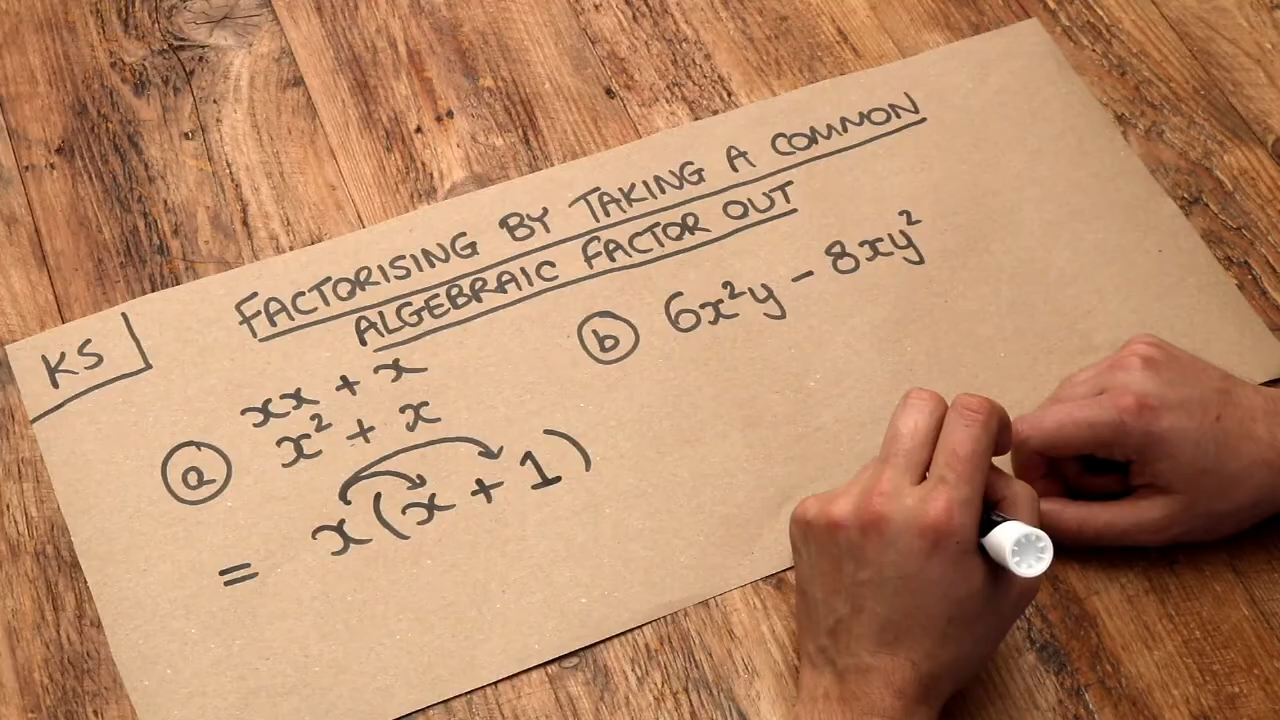 FACTORISING BY TAKING A COMMON
ALGEBRAIC FACTOR OUT
KS
xx + x
a x² + x
= x(x + 1)
b 6x²y - 8xy²